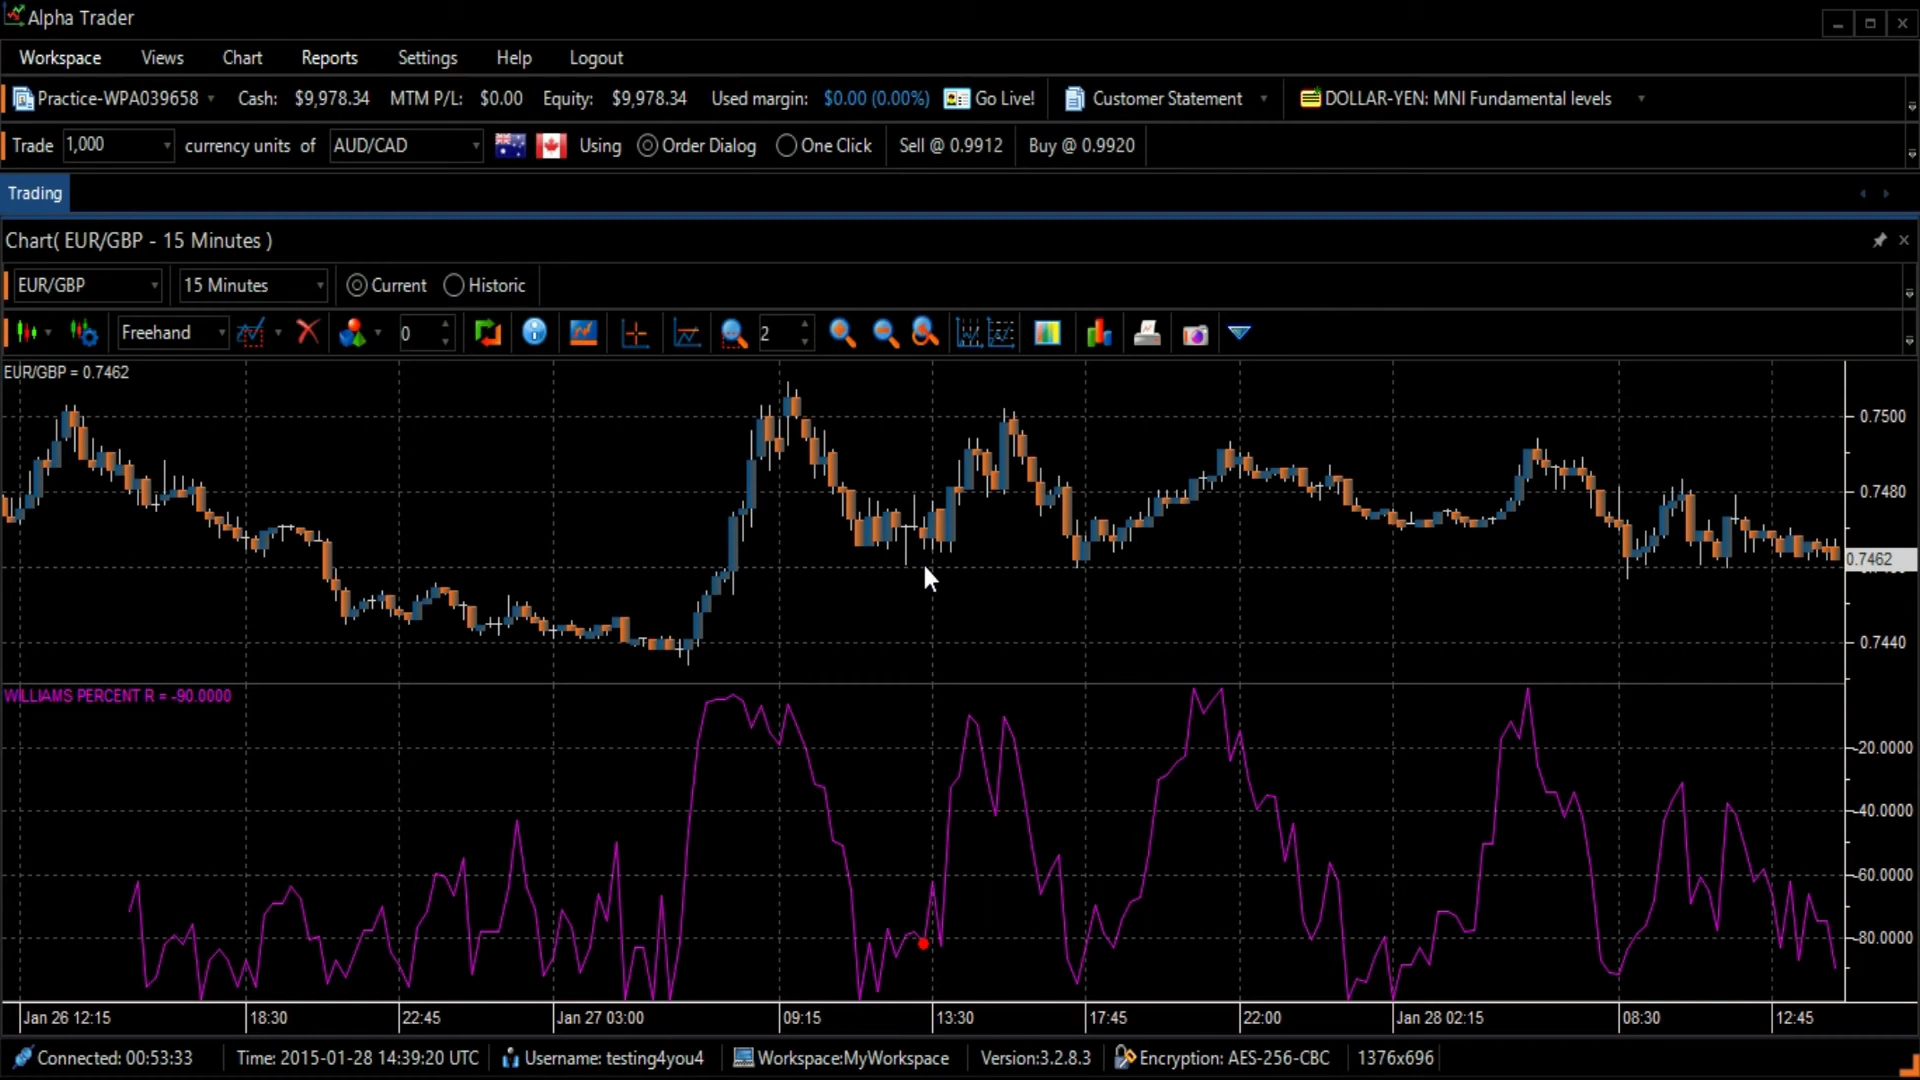 Alpha Trader
Workspace Views Chart Reports Settings Help Logout
Practice-WPA039658 Cash: $9,978.34 MTM P/L: $0.00 Equity: $9,978.34 Used margin: $0.00 (0.00%) Go Live! Customer Statement DOLLAR-YEN: MNI Fundamental levels
Trade 1,000 currency units of AUD/CAD Using Order Dialog One Click Sell @ 0.9912 Buy @ 0.9920
Trading
Chart( EUR/GBP - 15 Minutes )
EUR/GBP 15 Minutes Current Historic
Freehand 0 2
EUR/GBP = 0.7462
0.7500
0.7480
0.7462
0.7440
WILLIAMS PERCENT R = -90.0000
-20.0000
-40.0000
-60.0000
-80.0000
Jan 26 12:15 18:30 22:45 Jan 27 03:00 09:15 13:30 17:45 22:00 Jan 28 02:15 08:30 12:45
Connected: 00:53:33 Time: 2015-01-28 14:39:20 UTC Username: testing4you4 Workspace:MyWorkspace Version:3.2.8.3 Encryption: AES-256-CBC 1376x696